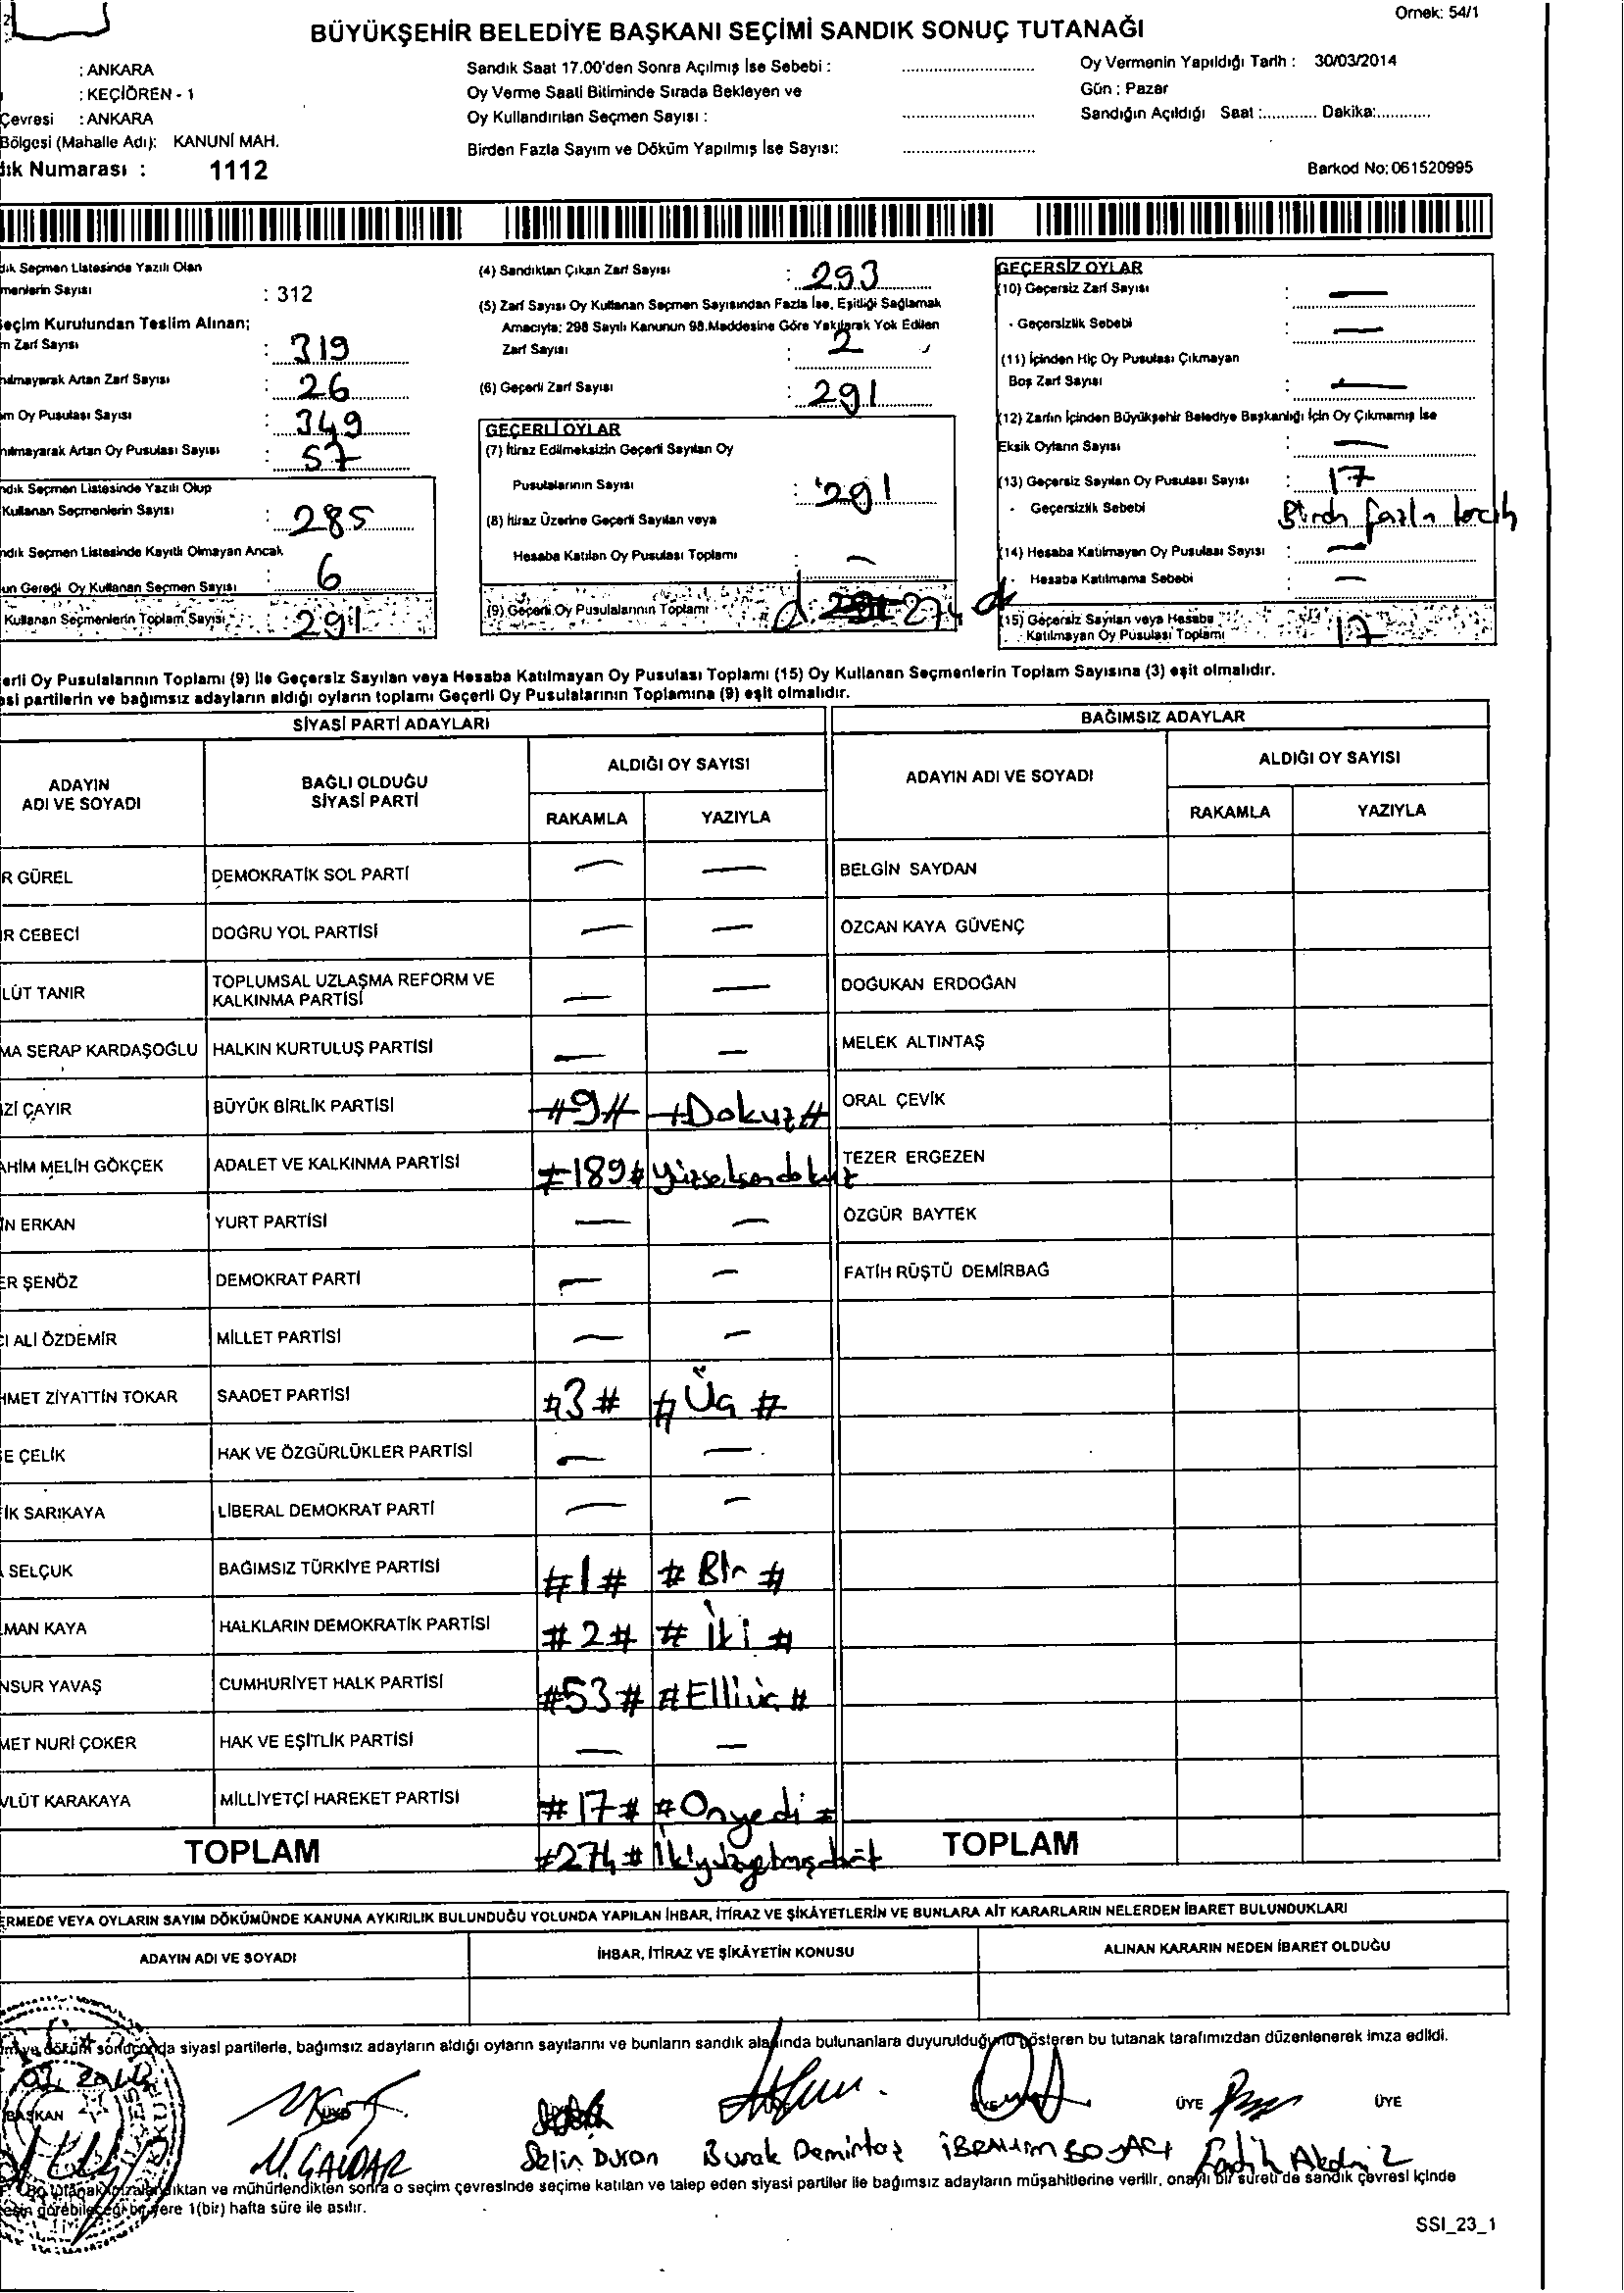 Örnek: 54/1
BÜYÜKŞEHİR BELEDİYE BAŞKANI SEÇİMİ SANDIK SONUÇ TUTANAĞI
: ANKARA
: KEÇİÖREN - 1
Çevresi : ANKARA
Bölgesi (Mahalle Adı): KANUNİ MAH.
dık Numarası : 1112
Sandık Saat 17.00'den Sonra Açılmış İse Sebebi :
Oy Verme Saati Bitiminde Sırada Bekleyen ve
Oy Kullandırılan Seçmen Sayısı :
Birden Fazla Sayım ve Döküm Yapılmış İse Sayısı:
Oy Vermenin Yapıldığı Tarih : 30/03/2014
Gün : Pazar
Sandığın Açıldığı Saat :............ Dakika:............
Barkod No: 061520995
dık Seçmen Listesinde Yazılı Olan
menlerin Sayısı : 312
eçim Kurulundan Teslim Alınan;
m Zarf Sayısı : 319
nılmayarak Artan Zarf Sayısı : 26
m Oy Pusulası Sayısı : 349
nılmayarak Artan Oy Pusulası Sayısı : 57
ndık Seçmen Listesinde Yazılı Olup
Kullanan Seçmenlerin Sayısı : 285
ndık Seçmen Listesinde Kayıtlı Olmayan Ancak
un Gereği Oy Kullanan Seçmen Sayısı : 6
Kullanan Seçmenlerin Toplam Sayısı : 291
(4) Sandıktan Çıkan Zarf Sayısı : 293
(5) Zarf Sayısı Oy Kullanan Seçmen Sayısından Fazla İse, Eşitliği Sağlamak
Amacıyla; 298 Sayılı Kanunun 98.Maddesine Göre Yakılarak Yok Edilen
Zarf Sayısı : 2
(6) Geçerli Zarf Sayısı : 291
GEÇERLİ OYLAR
(7) İtiraz Edilmeksizin Geçerli Sayılan Oy
Pusulalarının Sayısı : 291
(8) İtiraz Üzerine Geçerli Sayılan veya
Hesaba Katılan Oy Pusulası Toplamı : —
(9) Geçerli Oy Pusulalarının Toplamı : 274
GEÇERSİZ OYLAR
(10) Geçersiz Zarf Sayısı : —
- Geçersizlik Sebebi : —
(11) İçinden Hiç Oy Pusulası Çıkmayan
Boş Zarf Sayısı : —
(12) Zarfın İçinden Büyükşehir Belediye Başkanlığı İçin Oy Çıkmamış İse
Eksik Oyların Sayısı : —
(13) Geçersiz Sayılan Oy Pusulası Sayısı : 17
- Geçersizlik Sebebi : Birden fazla tercih
(14) Hesaba Katılmayan Oy Pusulası Sayısı : —
- Hesaba Katılmama Sebebi : —
(15) Geçersiz Sayılan veya Hesaba
Katılmayan Oy Pusulası Toplamı : 17
erli Oy Pusulalarının Toplamı (9) ile Geçersiz Sayılan veya Hesaba Katılmayan Oy Pusulası Toplamı (15) Oy Kullanan Seçmenlerin Toplam Sayısına (3) eşit olmalıdır.
asi partilerin ve bağımsız adayların aldığı oyların toplamı Geçerli Oy Pusulalarının Toplamına (9) eşit olmalıdır.
SİYASİ PARTİ ADAYLARI
BAĞIMSIZ ADAYLAR
ADAYIN ADI VE SOYADI
BAĞLI OLDUĞU SİYASİ PARTİ
ALDIĞI OY SAYISI
RAKAMLA YAZIYLA
ADAYIN ADI VE SOYADI
ALDIĞI OY SAYISI
RAKAMLA YAZIYLA
R GÜREL DEMOKRATİK SOL PARTİ — — BELGİN SAYDAN
R CEBECİ DOĞRU YOL PARTİSİ — — ÖZCAN KAYA GÜVENÇ
LÜT TANIR TOPLUMSAL UZLAŞMA REFORM VE KALKINMA PARTİSİ — — DOĞUKAN ERDOĞAN
MA SERAP KARDAŞOĞLU HALKIN KURTULUŞ PARTİSİ — — MELEK ALTINTAŞ
Zİ ÇAYIR BÜYÜK BİRLİK PARTİSİ #9# #Dokuz# ORAL ÇEVİK
AHİM MELİH GÖKÇEK ADALET VE KALKINMA PARTİSİ #189# yüzseksendokuz TEZER ERGEZEN
N ERKAN YURT PARTİSİ — — ÖZGÜR BAYTEK
ER ŞENÖZ DEMOKRAT PARTİ — — FATİH RÜŞTÜ DEMİRBAĞ
Cİ ALİ ÖZDEMİR MİLLET PARTİSİ — —
HMET ZİYATTİN TOKAR SAADET PARTİSİ #3# #Üç#
E ÇELİK HAK VE ÖZGÜRLÜKLER PARTİSİ — —
İK SARIKAYA LİBERAL DEMOKRAT PARTİ — —
SELÇUK BAĞIMSIZ TÜRKİYE PARTİSİ #1# #Bir#
MAN KAYA HALKLARIN DEMOKRATİK PARTİSİ #2# #İki#
NSUR YAVAŞ CUMHURİYET HALK PARTİSİ #53# #Elliüç#
MET NURİ ÇOKER HAK VE EŞİTLİK PARTİSİ — —
VLÜT KARAKAYA MİLLİYETÇİ HAREKET PARTİSİ #17# #Onyedi#
TOPLAM #274# İkiyüzyetmişdört TOPLAM
ERMEDE VEYA OYLARIN SAYIM DÖKÜMÜNDE KANUNA AYKIRILIK BULUNDUĞU YOLUNDA YAPILAN İHBAR, İTİRAZ VE ŞİKÂYETLERİN VE BUNLARA AİT KARARLARIN NELERDEN İBARET BULUNDUKLARI
ADAYIN ADI VE SOYADI İHBAR, İTİRAZ VE ŞİKÂYETİN KONUSU ALINAN KARARIN NEDEN İBARET OLDUĞU
ım ve döküm sonucunda siyasi partilerle, bağımsız adayların aldığı oyların sayılarını ve bunların sandık alanında bulunanlara duyurulduğunu gösteren bu tutanak tarafımızdan düzenlenerek imza edildi.
BAŞKAN ÜYE ÜYE
M. GALDAR Selin Duran Burak Demirtaş İBRAHİM BOYACI Fatih Akdeniz
Bu tutanak imzalandıktan ve mühürlendikten sonra o seçim çevresinde seçime katılan ve talep eden siyasi partiler ile bağımsız adayların müşahitlerine verilir, onaylı bir sureti de sandık çevresi içinde
görebileceği bir yere 1(bir) hafta süre ile asılır.
SSI_23_1